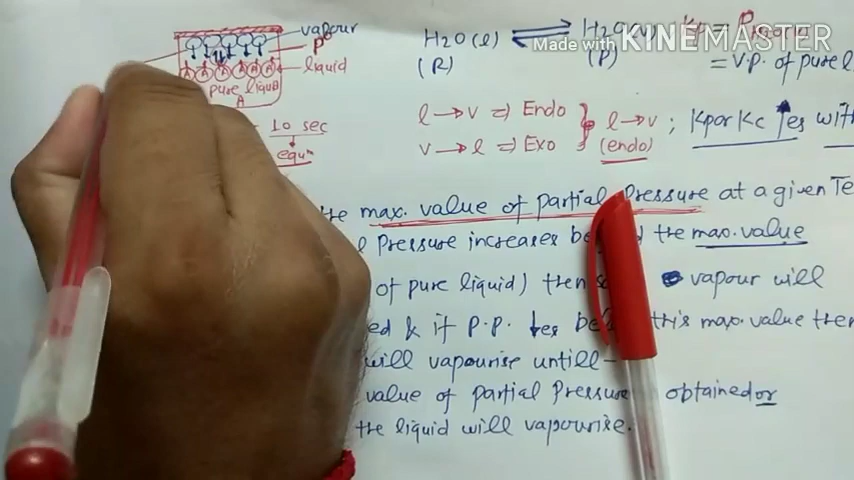 vapour
P°
liquid
A A A A A A
pure liquid
A
10 sec
equⁿ
H2O(l) ⇌ H2O(v) Kp = PH2O(v)
(R) (P) = V.P. of pure l
Made with KINEMASTER
l → v ⇒ Endo
v → l ⇒ Exo
l → v ; Kp or Kc ↑es with
(endo)
the max. value of partial Pressure at a given Te
Pressure increases the max. value
of pure liquid) then vapour will
& if P.P. ↓es this max. value then
will vapourise untill-
value of partial Pressure obtained or
the liquid will vapourise.